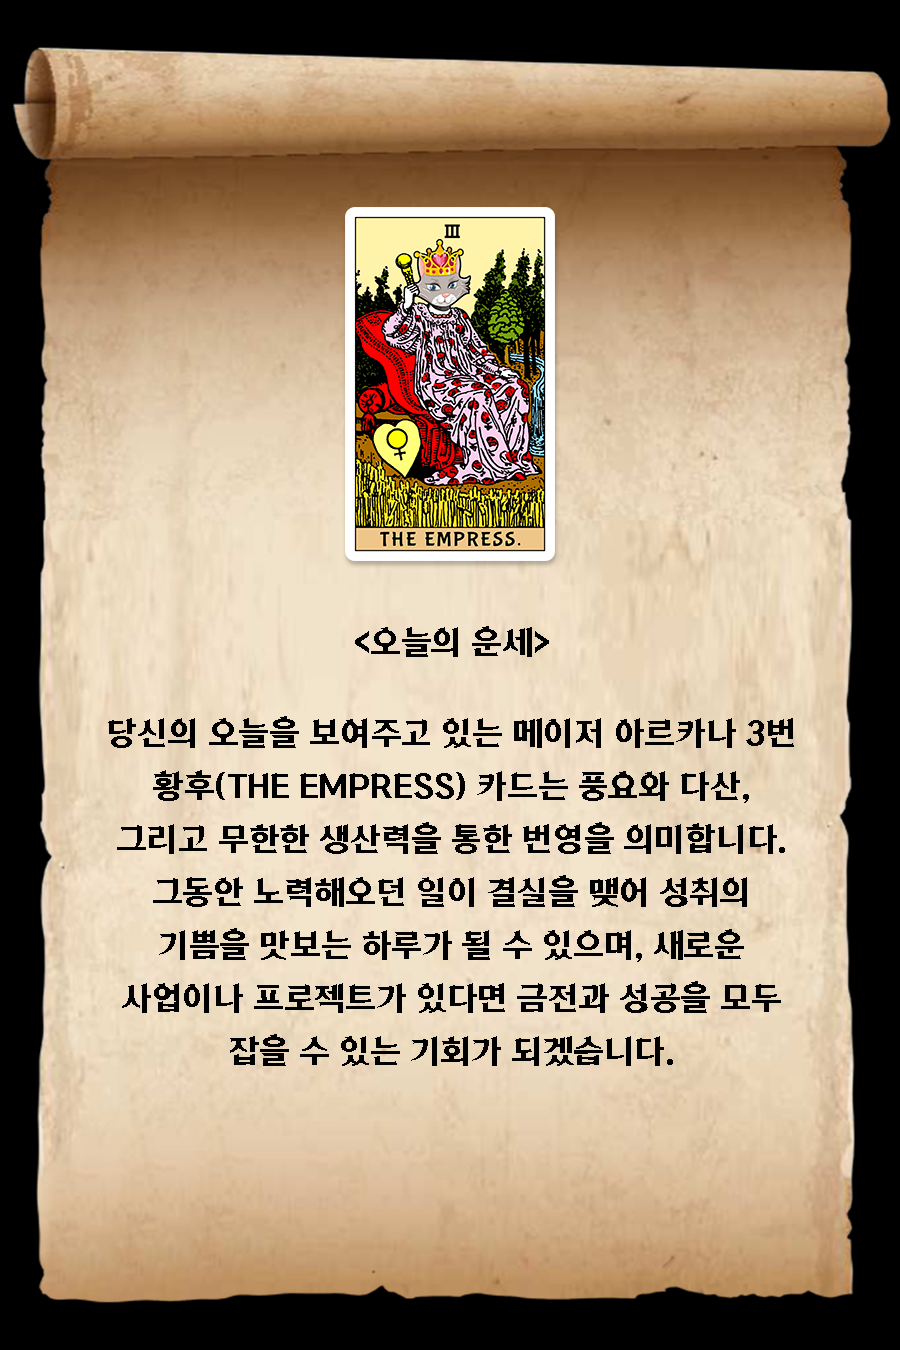 III
THE EMPRESS.
<오늘의 운세>
당신의 오늘을 보여주고 있는 메이저 아르카나 3번
황후(THE EMPRESS) 카드는 풍요와 다산,
그리고 무한한 생산력을 통한 번영을 의미합니다.
그동안 노력해오던 일이 결실을 맺어 성취의
기쁨을 맛보는 하루가 될 수 있으며, 새로운
사업이나 프로젝트가 있다면 금전과 성공을 모두
잡을 수 있는 기회가 되겠습니다.